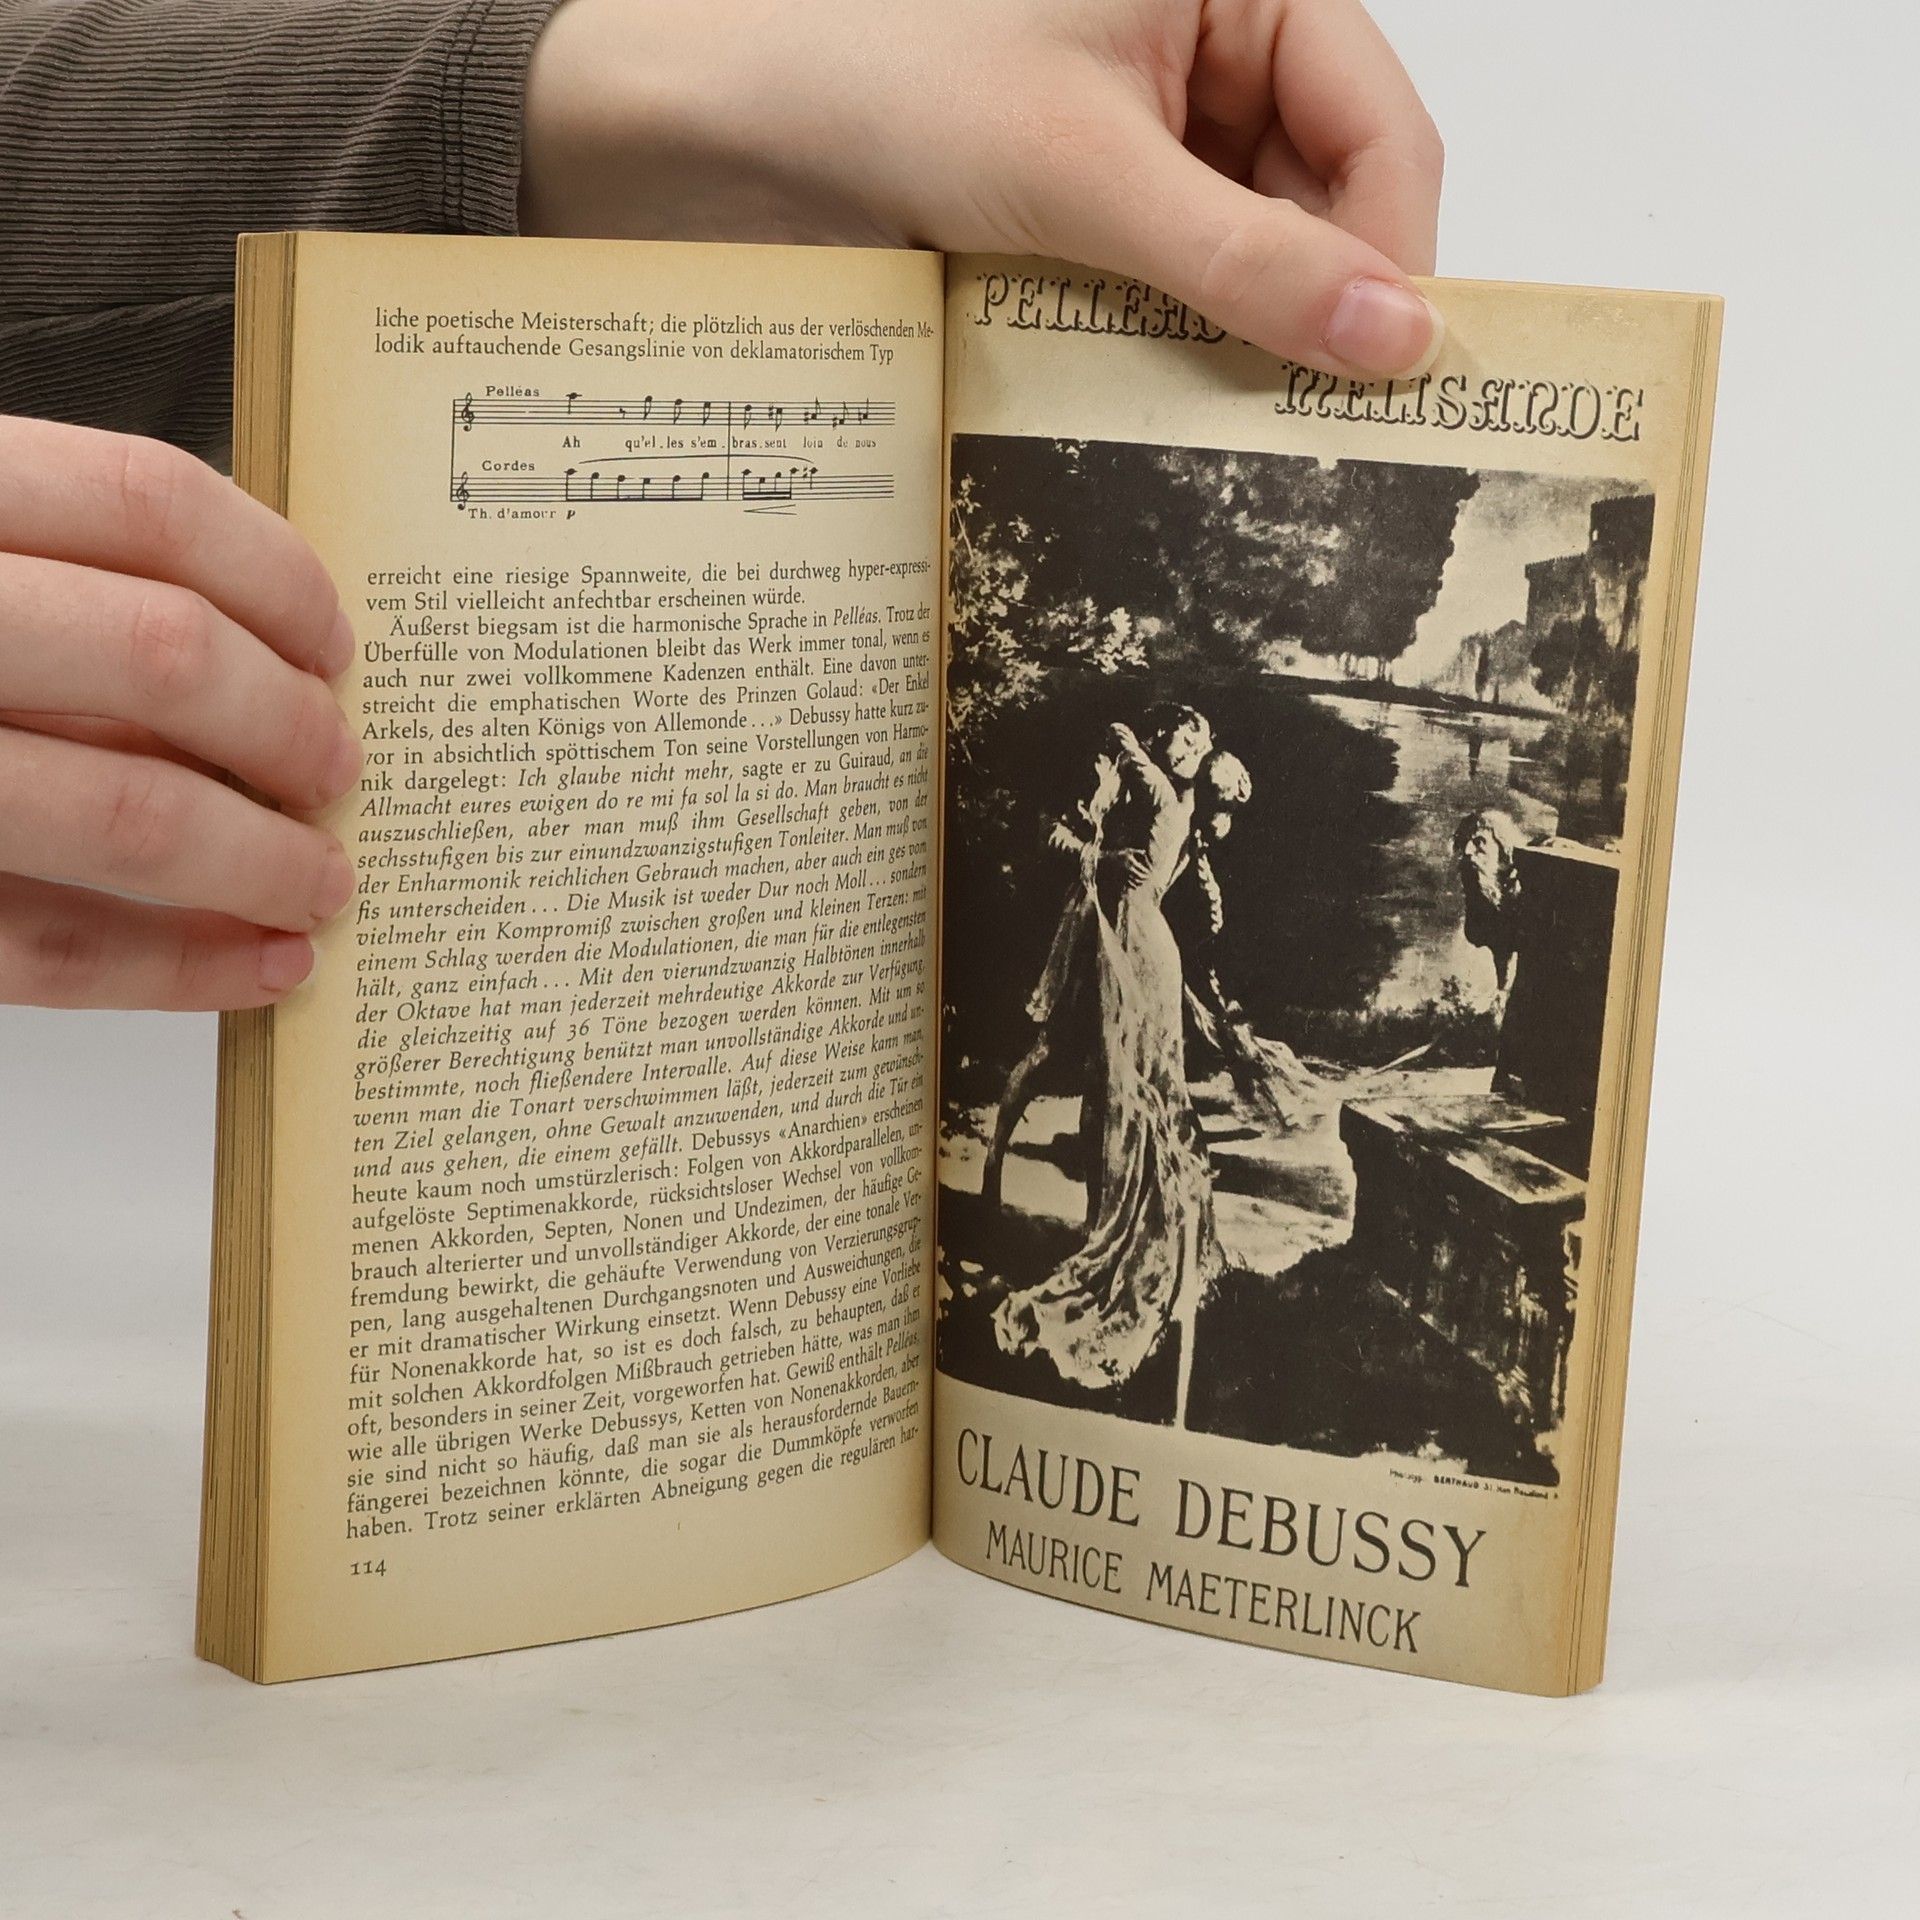 liche poetische Meisterschaft; die plötzlich aus der verlöschenden Me-
lodik auftauchende Gesangslinie von deklamatorischem Typ
Pelléas
Ah qu'el . les s'em . bras . sent loin de nous
Cordes
Th. d'amour p
erreicht eine riesige Spannweite, die bei durchweg hyper-expressi-
vem Stil vielleicht anfechtbar erscheinen würde.
Äußerst biegsam ist die harmonische Sprache in Pelléas. Trotz der
Überfülle von Modulationen bleibt das Werk immer tonal, wenn es
auch nur zwei vollkommene Kadenzen enthält. Eine davon unter-
streicht die emphatischen Worte des Prinzen Golaud: «Der Enkel
Arkels, des alten Königs von Allemonde . . .» Debussy hatte kurz zu-
vor in absichtlich spöttischem Ton seine Vorstellungen von Harmo-
nik dargelegt: Ich glaube nicht mehr, sagte er zu Guiraud, an die
Allmacht eures ewigen do re mi fa sol la si do. Man braucht es nicht
auszuschließen, aber man muß ihm Gesellschaft geben, von der
sechsstufigen bis zur einundzwanzigstufigen Tonleiter. Man muß von
der Enharmonik reichlichen Gebrauch machen, aber auch ein ges vom
fis unterscheiden . . . Die Musik ist weder Dur noch Moll . . . sondern
vielmehr ein Kompromiß zwischen großen und kleinen Terzen: mit
einem Schlag werden die Modulationen, die man für die entlegensten
hält, ganz einfach . . . Mit den vierundzwanzig Halbtönen innerhalb
der Oktave hat man jederzeit mehrdeutige Akkorde zur Verfügung,
die gleichzeitig auf 36 Töne bezogen werden können. Mit um so
größerer Berechtigung benützt man unvollständige Akkorde und un-
bestimmte, noch fließendere Intervalle. Auf diese Weise kann man,
wenn man die Tonart verschwimmen läßt, jederzeit zum gewünsch-
ten Ziel gelangen, ohne Gewalt anzuwenden, und durch die Tür ein
und aus gehen, die einem gefällt. Debussys «Anarchien» erscheinen
heute kaum noch umstürzlerisch: Folgen von Akkordparallelen, un-
aufgelöste Septimenakkorde, rücksichtsloser Wechsel von vollkom-
menen Akkorden, Septen, Nonen und Undezimen, der häufige Ge-
brauch alterierter und unvollständiger Akkorde, der eine tonale Ver-
fremdung bewirkt, die gehäufte Verwendung von Verzierungsgrup-
pen, lang ausgehaltenen Durchgangsnoten und Ausweichungen, die
er mit dramatischer Wirkung einsetzt. Wenn Debussy eine Vorliebe
für Nonenakkorde hat, so ist es doch falsch, zu behaupten, daß er
mit solchen Akkordfolgen Mißbrauch getrieben hätte, was man ihm
oft, besonders in seiner Zeit, vorgeworfen hat. Gewiß enthält Pelléas,
wie alle übrigen Werke Debussys, Ketten von Nonenakkorden, aber
sie sind nicht so häufig, daß man sie als herausfordernde Bauern-
fängerei bezeichnen könnte, die sogar die Dummköpfe verworfen
haben. Trotz seiner erklärten Abneigung gegen die regulären har-
114
PELLÉAS
MELISANDE
BERTHAUD
CLAUDE DEBUSSY
MAURICE MAETERLINCK